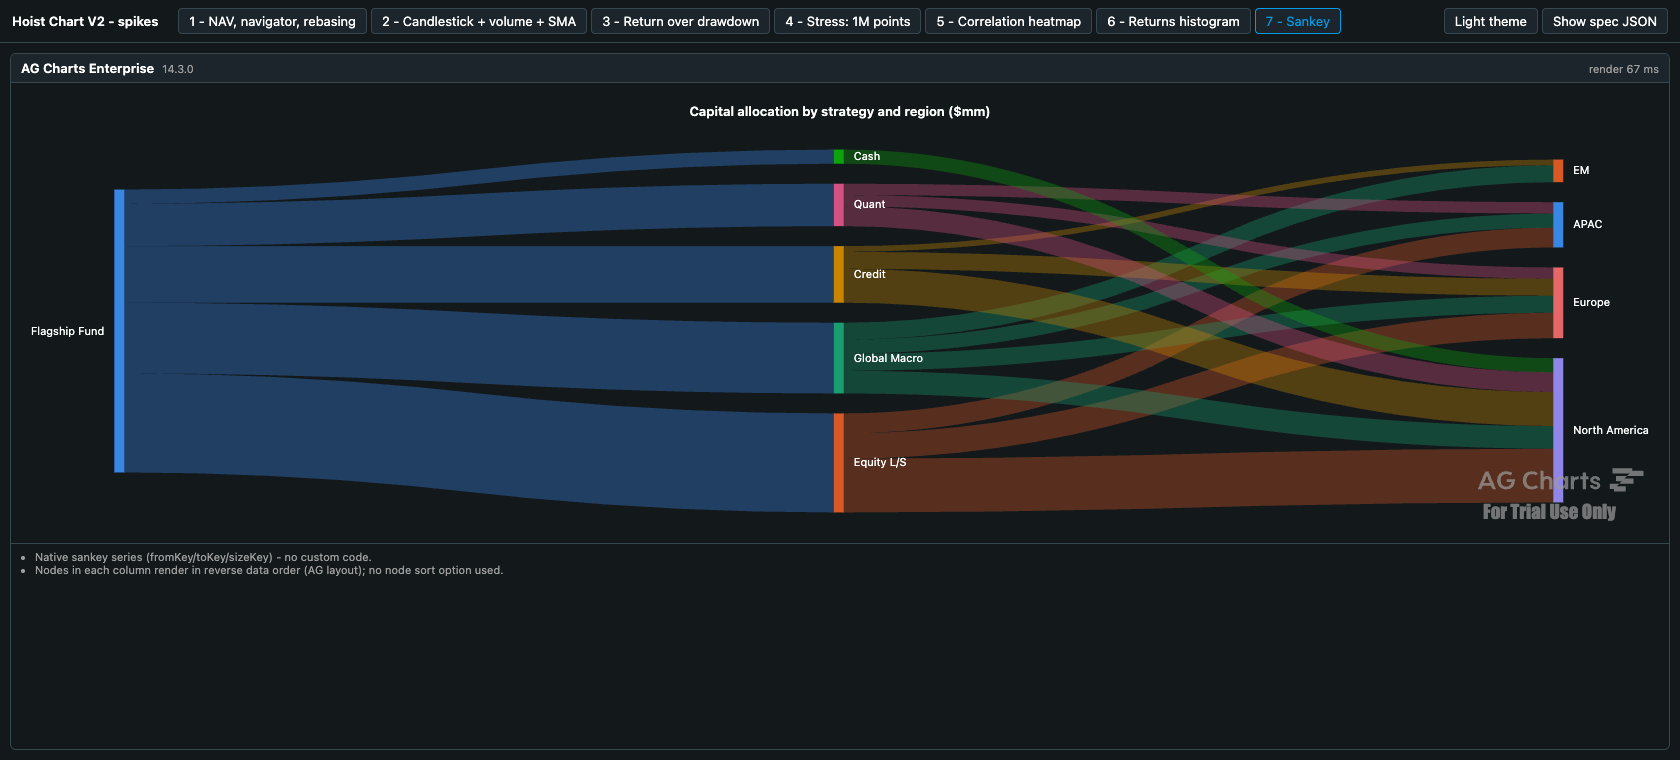 Hoist Chart V2 - spikes
1 - NAV, navigator, rebasing
2 - Candlestick + volume + SMA
3 - Return over drawdown
4 - Stress: 1M points
5 - Correlation heatmap
6 - Returns histogram
7 - Sankey
Light theme
Show spec JSON
AG Charts Enterprise 14.3.0
render 67 ms
Capital allocation by strategy and region ($mm)
Cash
EM
Quant
APAC
Credit
Europe
Flagship Fund
Global Macro
North America
Equity L/S
AG Charts
For Trial Use Only
Native sankey series (fromKey/toKey/sizeKey) - no custom code.
Nodes in each column render in reverse data order (AG layout); no node sort option used.